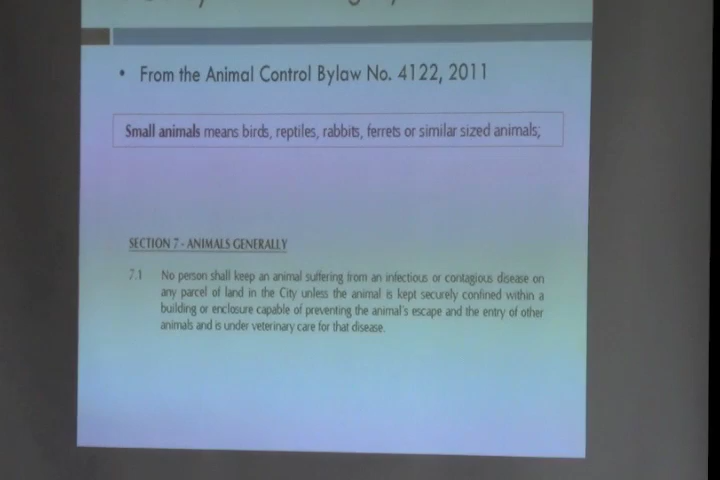 • From the Animal Control Bylaw No. 4122, 2011
Small animals means birds, reptiles, rabbits, ferrets or similar sized animals;
SECTION 7 - ANIMALS GENERALLY
7.1 No person shall keep an animal suffering from an infectious or contagious disease on
any parcel of land in the City unless the animal is kept securely confined within a
building or enclosure capable of preventing the animal's escape and the entry of other
animals and is under veterinary care for that disease.